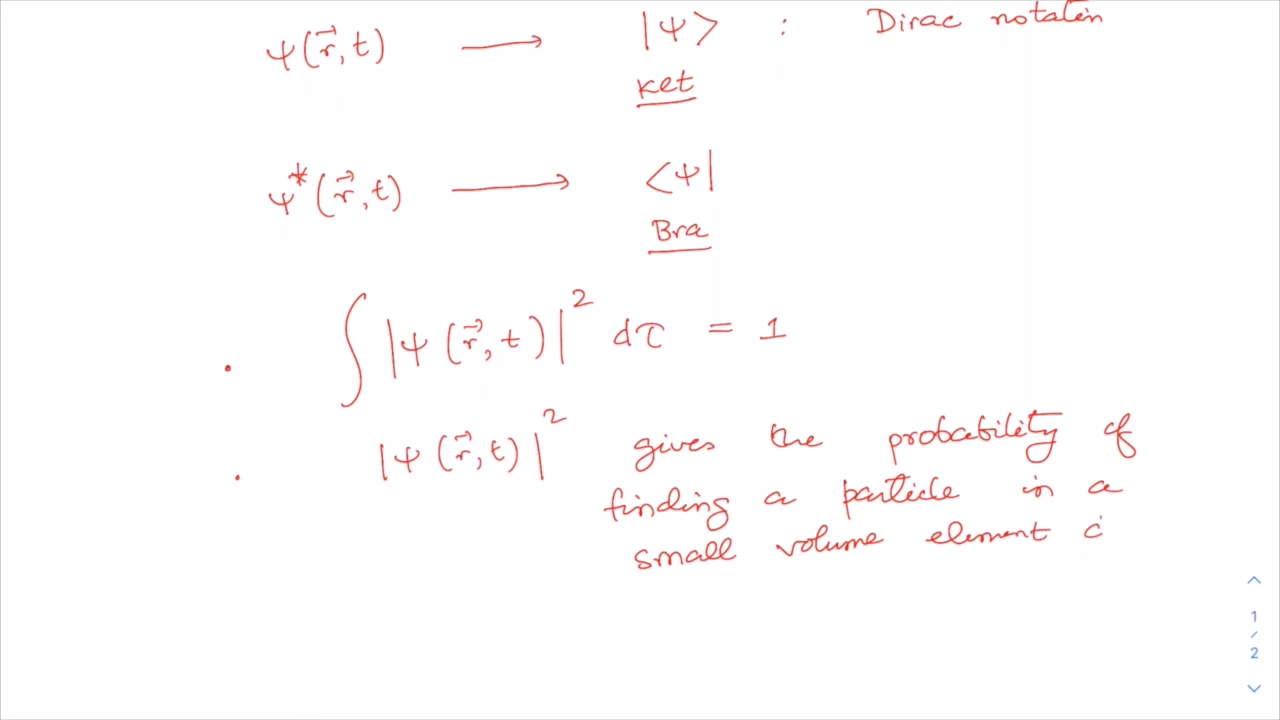 ψ(r⃗,t) ⟶ |ψ> : Dirac notation
ket
ψ*(r⃗,t) ⟶ <ψ|
Bra
. ∫|ψ(r⃗,t)|² dτ = 1
. |ψ(r⃗,t)|² gives the probability of
finding a particle in a
small volume element
1
/
2